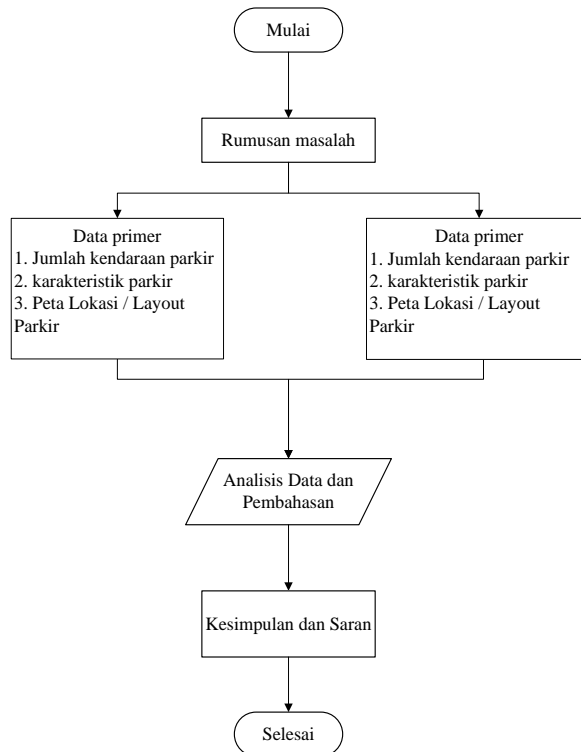 Mulai
Rumusan masalah
Data primer
1. Jumlah kendaraan parkir
2. karakteristik parkir
3. Peta Lokasi / Layout
Parkir
Data primer
1. Jumlah kendaraan parkir
2. karakteristik parkir
3. Peta Lokasi / Layout
Parkir
Analisis Data dan
Pembahasan
Kesimpulan dan Saran
Selesai